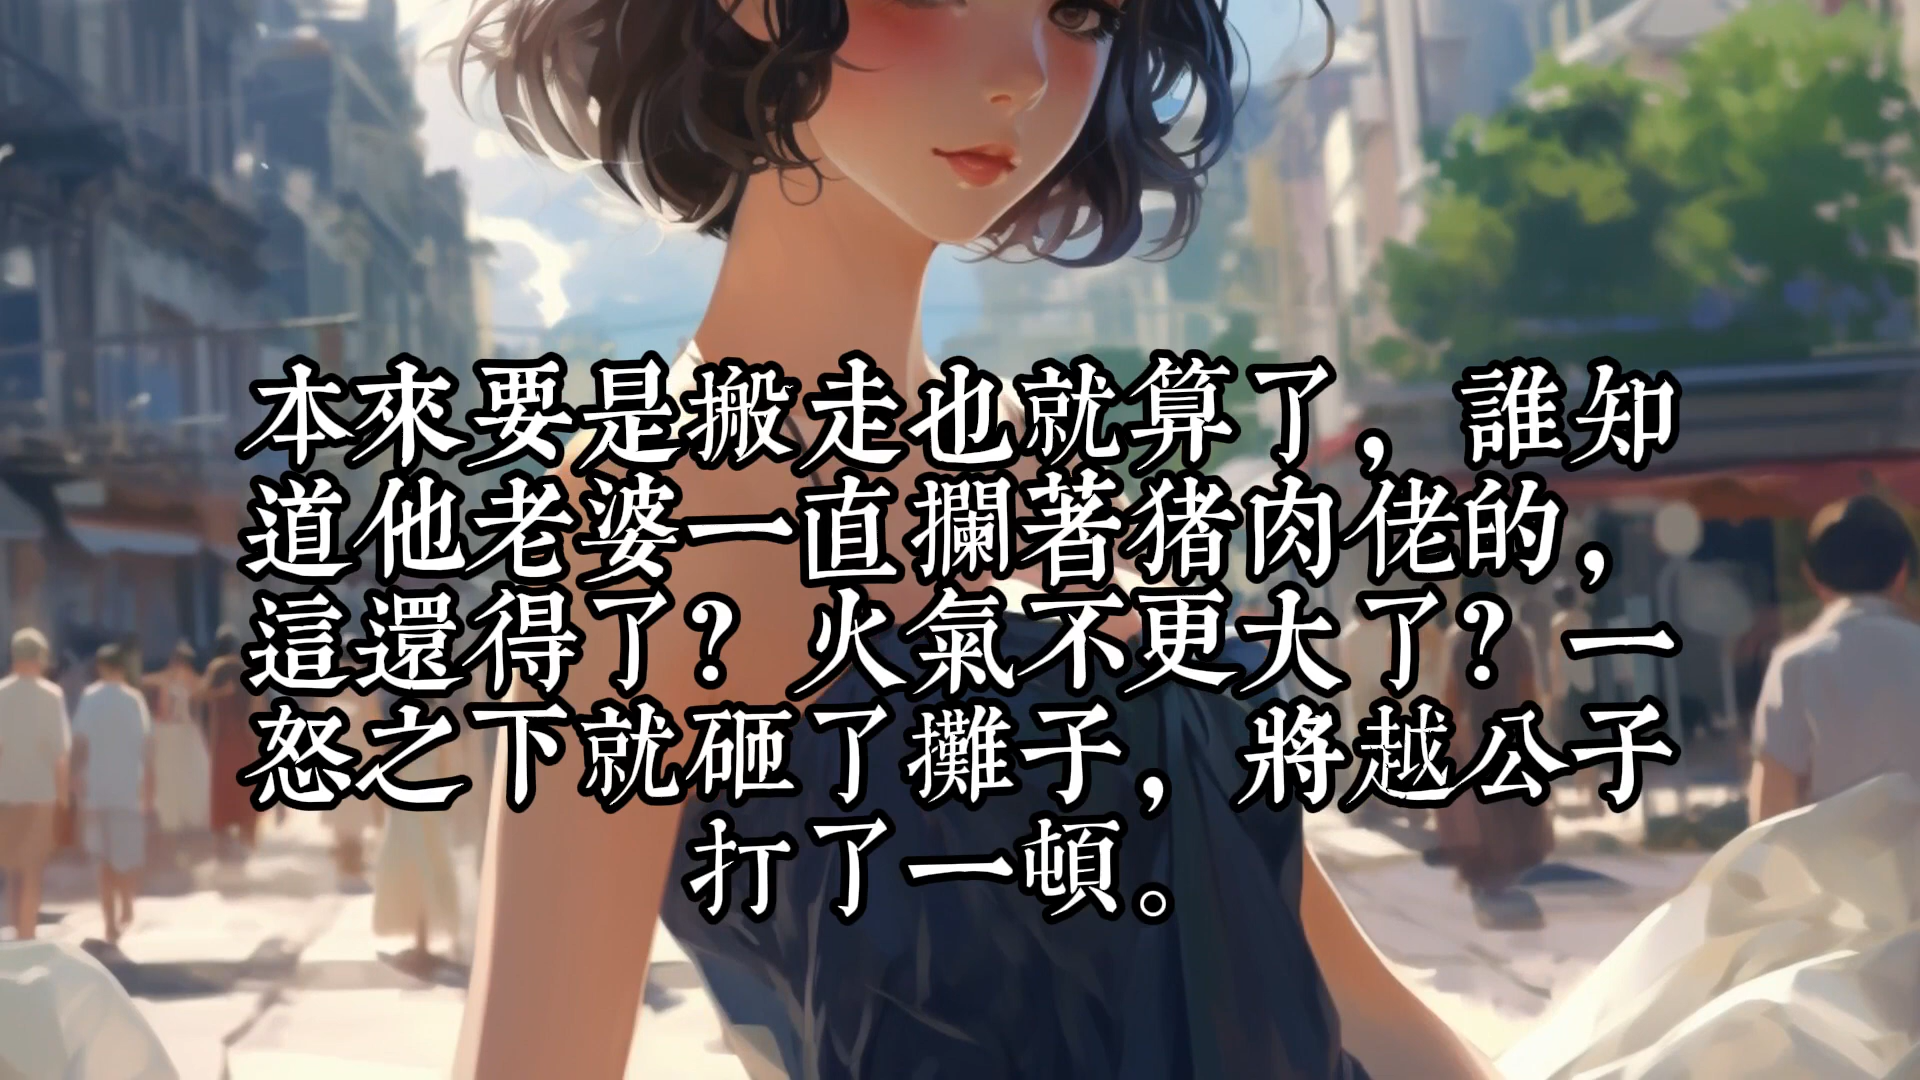 本來要是搬走也就算了，誰知
道他老婆一直攔著猪肉佬的，
這還得了？火氣不更大了？一
怒之下就砸了攤子，將越公子
打了一頓。